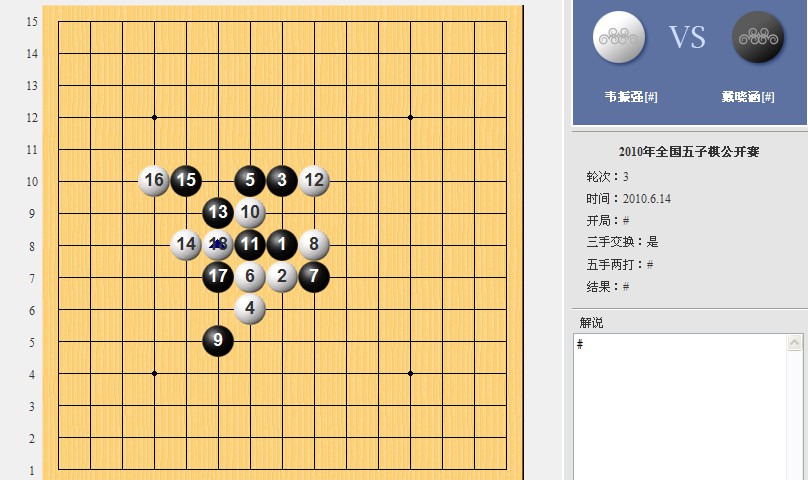 15
14
13
12
11
10 16 15 5 3 12
9 13 10
8 14 18 11 1 8
7 17 6 2 7
6 4
5 9
4
3
2
1
VS
韦振强[#] 戴晓涵[#]
2010年全国五子棋公开赛
轮次：3
时间：2010.6.14
开局：#
三手交换：是
五手两打：#
结果：#
解说
#